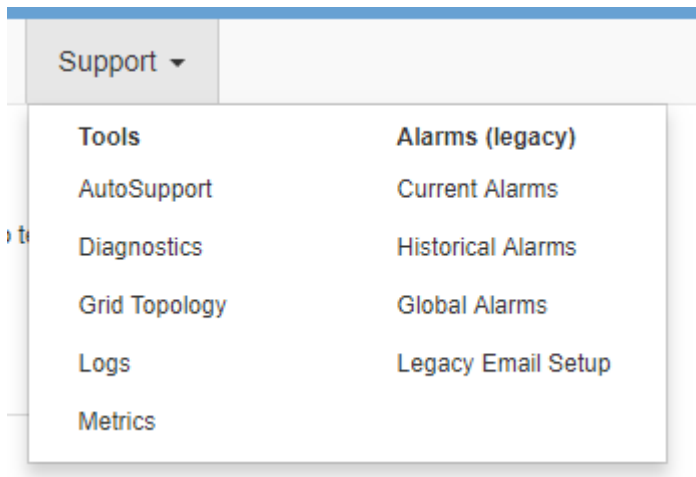 Support
Tools
AutoSupport
Diagnostics
Grid Topology
Logs
Metrics
Alarms (legacy)
Current Alarms
Historical Alarms
Global Alarms
Legacy Email Setup